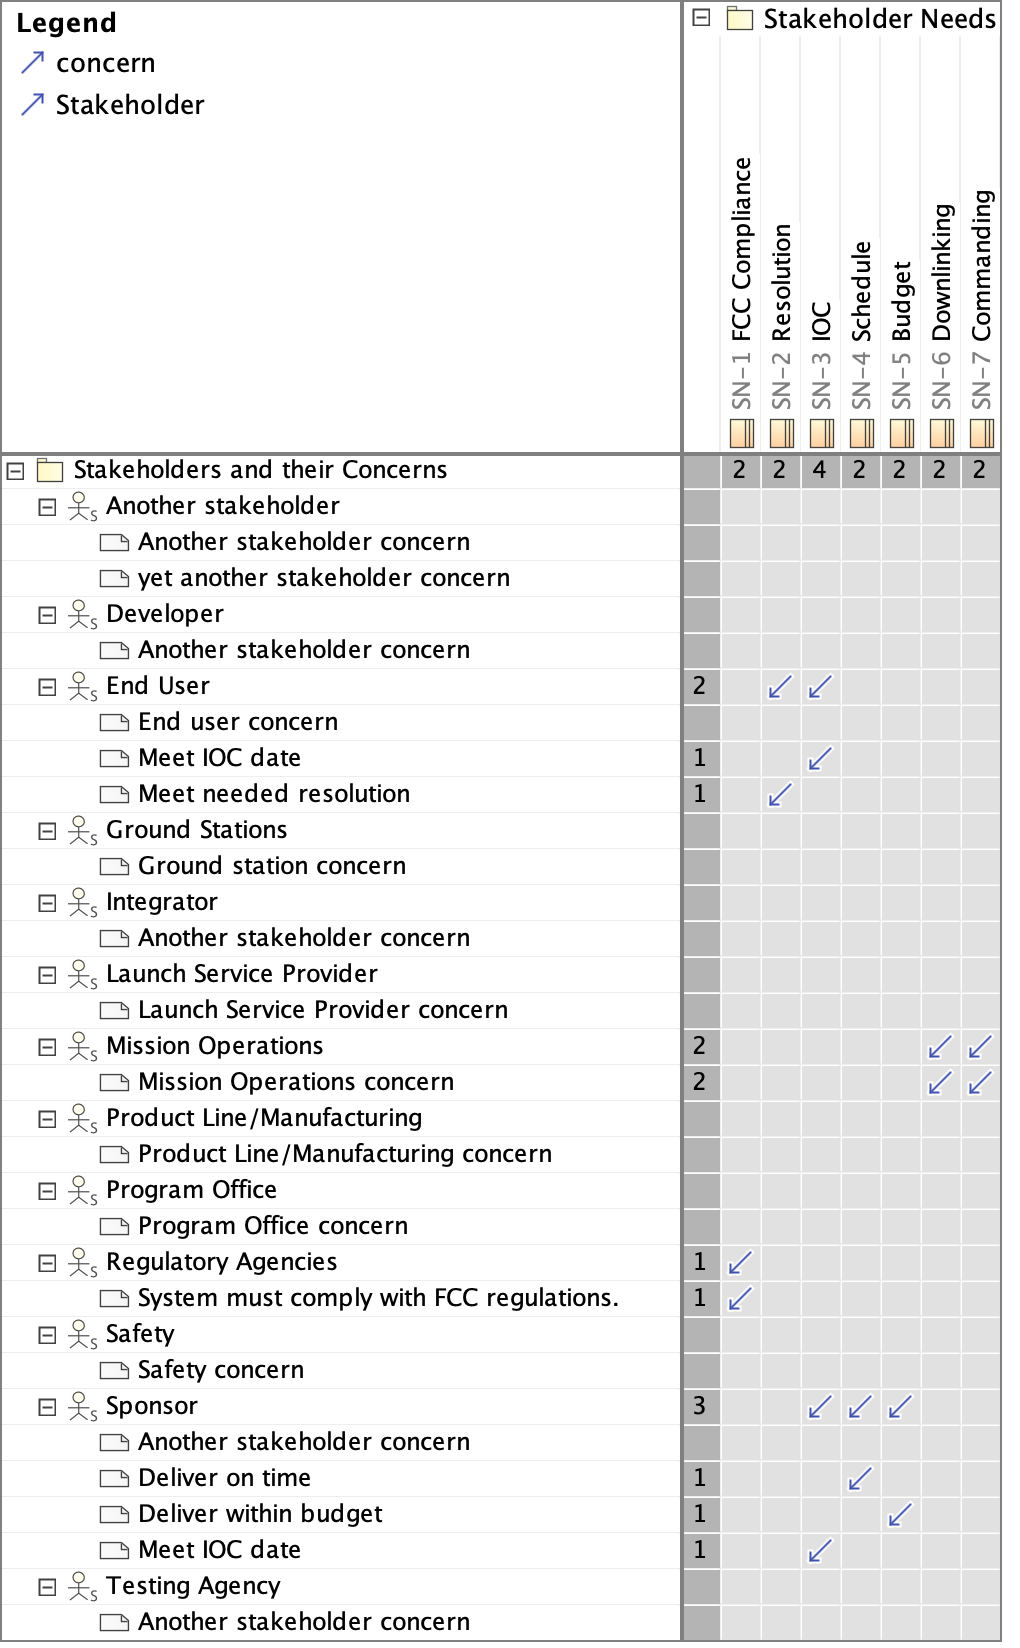 Legend
concern
Stakeholder
Stakeholder Needs
SN-1 FCC Compliance
SN-2 Resolution
SN-3 IOC
SN-4 Schedule
SN-5 Budget
SN-6 Downlinking
SN-7 Commanding
Stakeholders and their Concerns 2 2 4 2 2 2 2
Another stakeholder
Another stakeholder concern
yet another stakeholder concern
Developer
Another stakeholder concern
End User 2
End user concern
Meet IOC date 1
Meet needed resolution 1
Ground Stations
Ground station concern
Integrator
Another stakeholder concern
Launch Service Provider
Launch Service Provider concern
Mission Operations 2
Mission Operations concern 2
Product Line/Manufacturing
Product Line/Manufacturing concern
Program Office
Program Office concern
Regulatory Agencies 1
System must comply with FCC regulations. 1
Safety
Safety concern
Sponsor 3
Another stakeholder concern
Deliver on time 1
Deliver within budget 1
Meet IOC date 1
Testing Agency
Another stakeholder concern